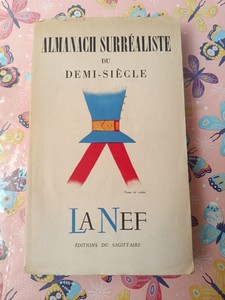 ALMANACH SURRÉALISTE
DU
DEMI-SIÈCLE
LA NEF
ÉDITIONS DU SAGITTAIRE